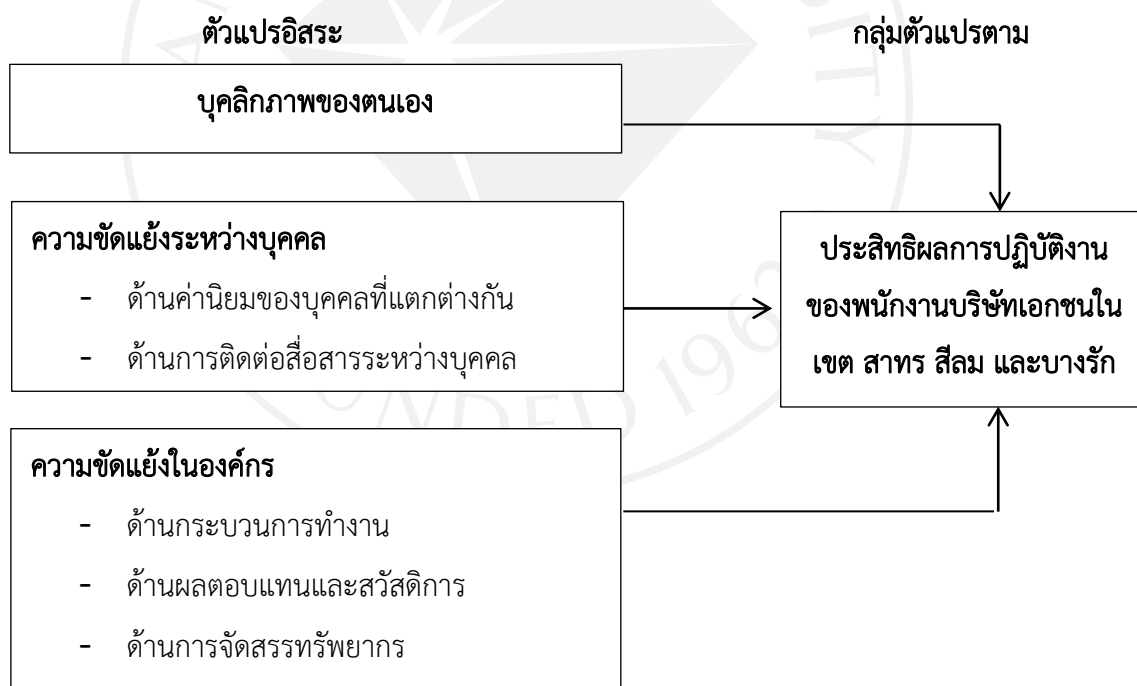 ตัวแปรอิสระ
กลุ่มตัวแปรตาม
บุคลิกภาพของตนเอง
ความขัดแย้งระหว่างบุคคล
- ด้านค่านิยมของบุคคลที่แตกต่างกัน
- ด้านการติดต่อสื่อสารระหว่างบุคคล
ประสิทธิผลการปฏิบัติงาน
ของพนักงานบริษัทเอกชนใน
เขต สาทร สีลม และบางรัก
ความขัดแย้งในองค์กร
- ด้านกระบวนการทำงาน
- ด้านผลตอบแทนและสวัสดิการ
- ด้านการจัดสรรทรัพยากร